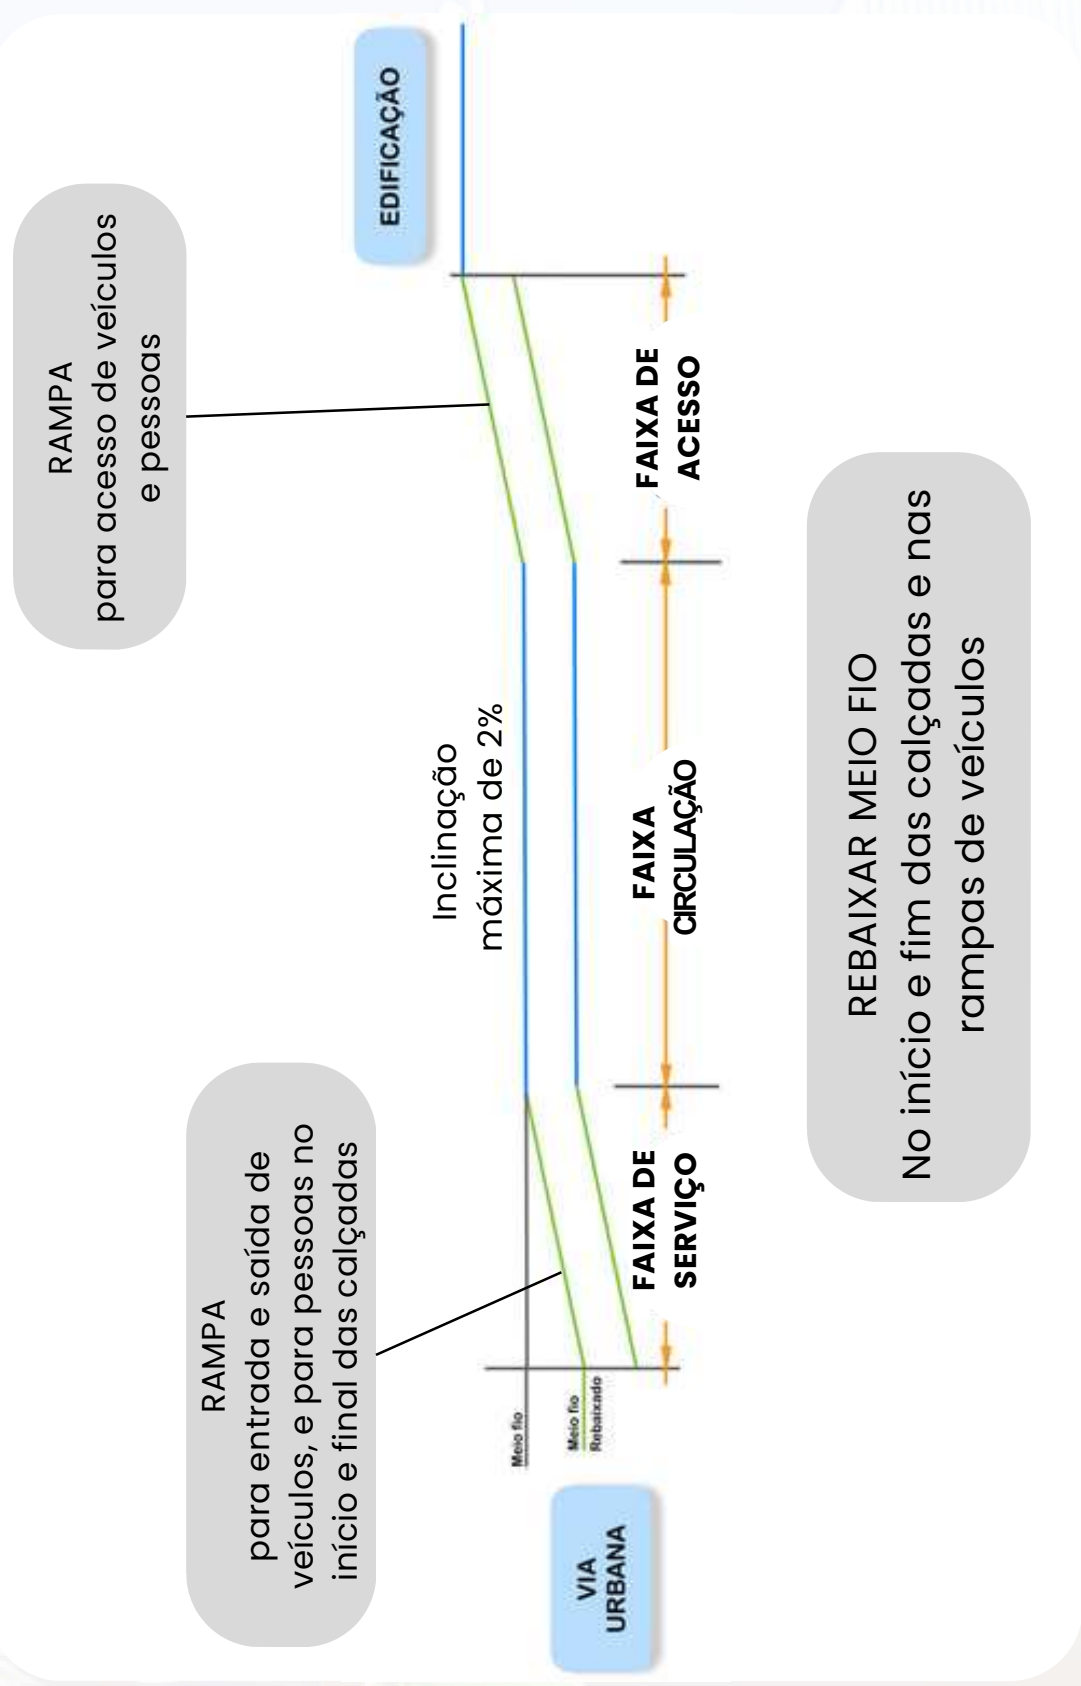 RAMPA
para acesso de veículos
e pessoas
EDIFICAÇÃO
RAMPA
para entrada e saída de
veículos, e para pessoas no
início e final das calçadas
Inclinação
máxima de 2%
Meio fio
Meio fio
Rebaixado
VIA
URBANA
FAIXA DE
SERVIÇO
FAIXA
CIRCULAÇÃO
FAIXA DE
ACESSO
REBAIXAR MEIO FIO
No início e fim das calçadas e nas
rampas de veículos